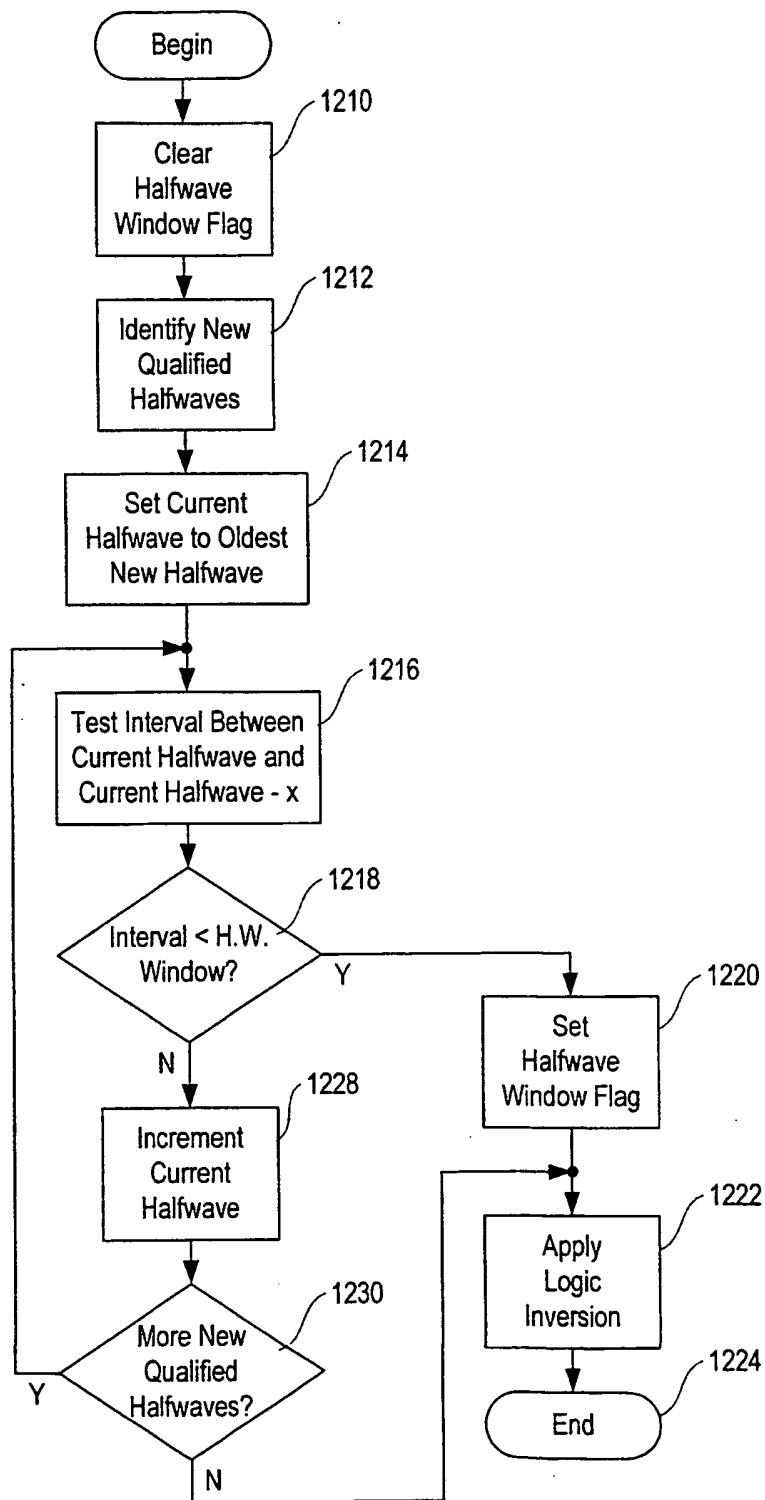 Begin
1210
Clear
Halfwave
Window Flag
1212
Identify New
Qualified
Halfwaves
1214
Set Current
Halfwave to Oldest
New Halfwave
1216
Test Interval Between
Current Halfwave and
Current Halfwave - x
1218
Interval < H.W.
Window?
Y
N
1220
Set
Halfwave
Window Flag
1228
Increment
Current
Halfwave
1222
Apply
Logic
Inversion
1230
More New
Qualified
Halfwaves?
Y
N
1224
End